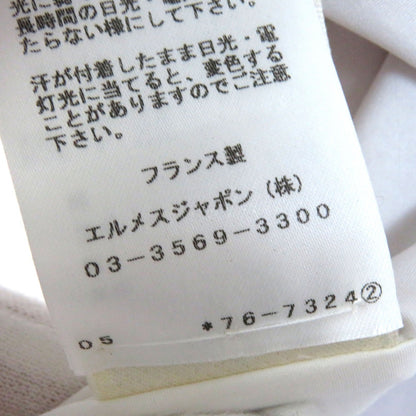 長時間の日光・電
たらない様にして下さい。
汗が付着したまま日光・電
灯光に当てると、変色する
ことがありますのでご注意
下さい。
フランス製
エルメスジャポン（株）
03-3569-3300
05
*76-7324②